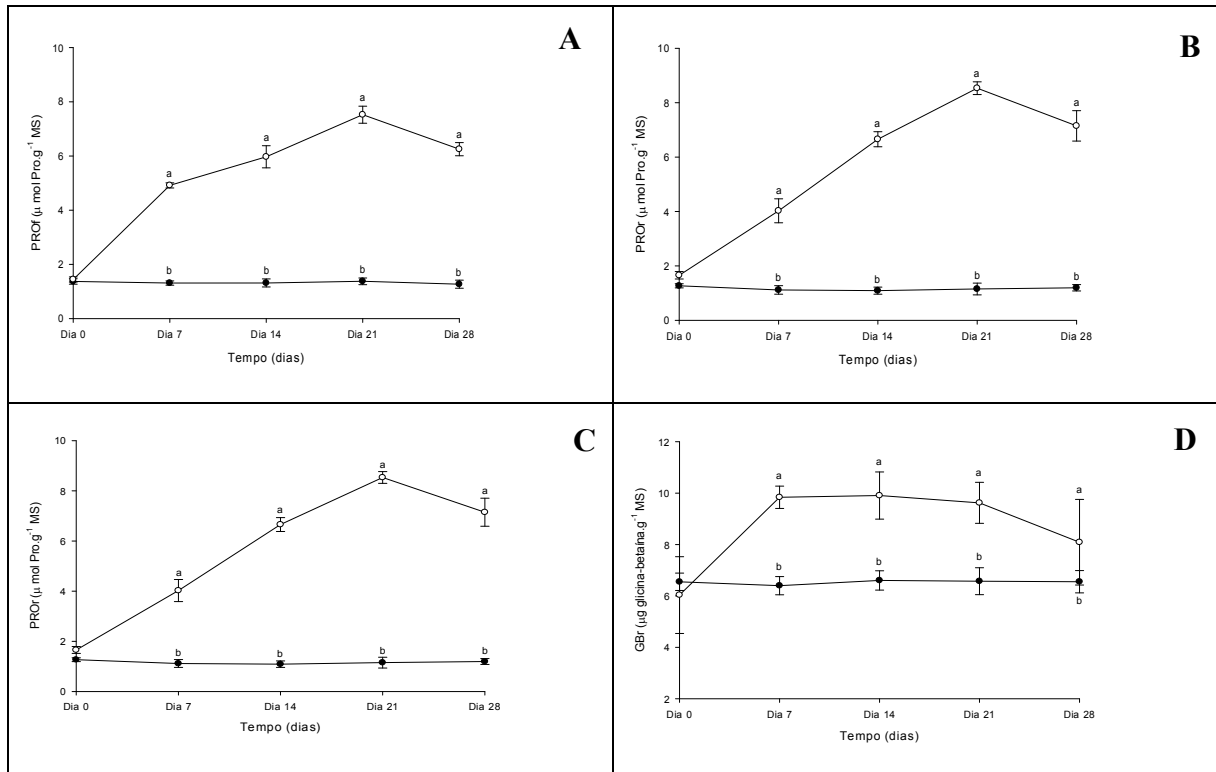 A
10
8
6
4
2
0
PROf (µ mol Pro.g⁻¹ MS)
a
a
a
a
b
b
b
b
Dia 0 Dia 7 Dia 14 Dia 21 Dia 28
Tempo (dias)
B
10
8
6
4
2
0
PROr (µ mol Pro.g⁻¹ MS)
a
a
a
a
b
b
b
b
Dia 0 Dia 7 Dia 14 Dia 21 Dia 28
Tempo (dias)
C
10
8
6
4
2
0
PROr (µ mol Pro.g⁻¹ MS)
a
a
a
a
b
b
b
b
Dia 0 Dia 7 Dia 14 Dia 21 Dia 28
Tempo (dias)
D
12
10
8
6
4
2
GBr (µg glicina-betaína.g⁻¹ MS)
a
a
a
a
b
b
b
b
Dia 0 Dia 7 Dia 14 Dia 21 Dia 28
Tempo (dias)